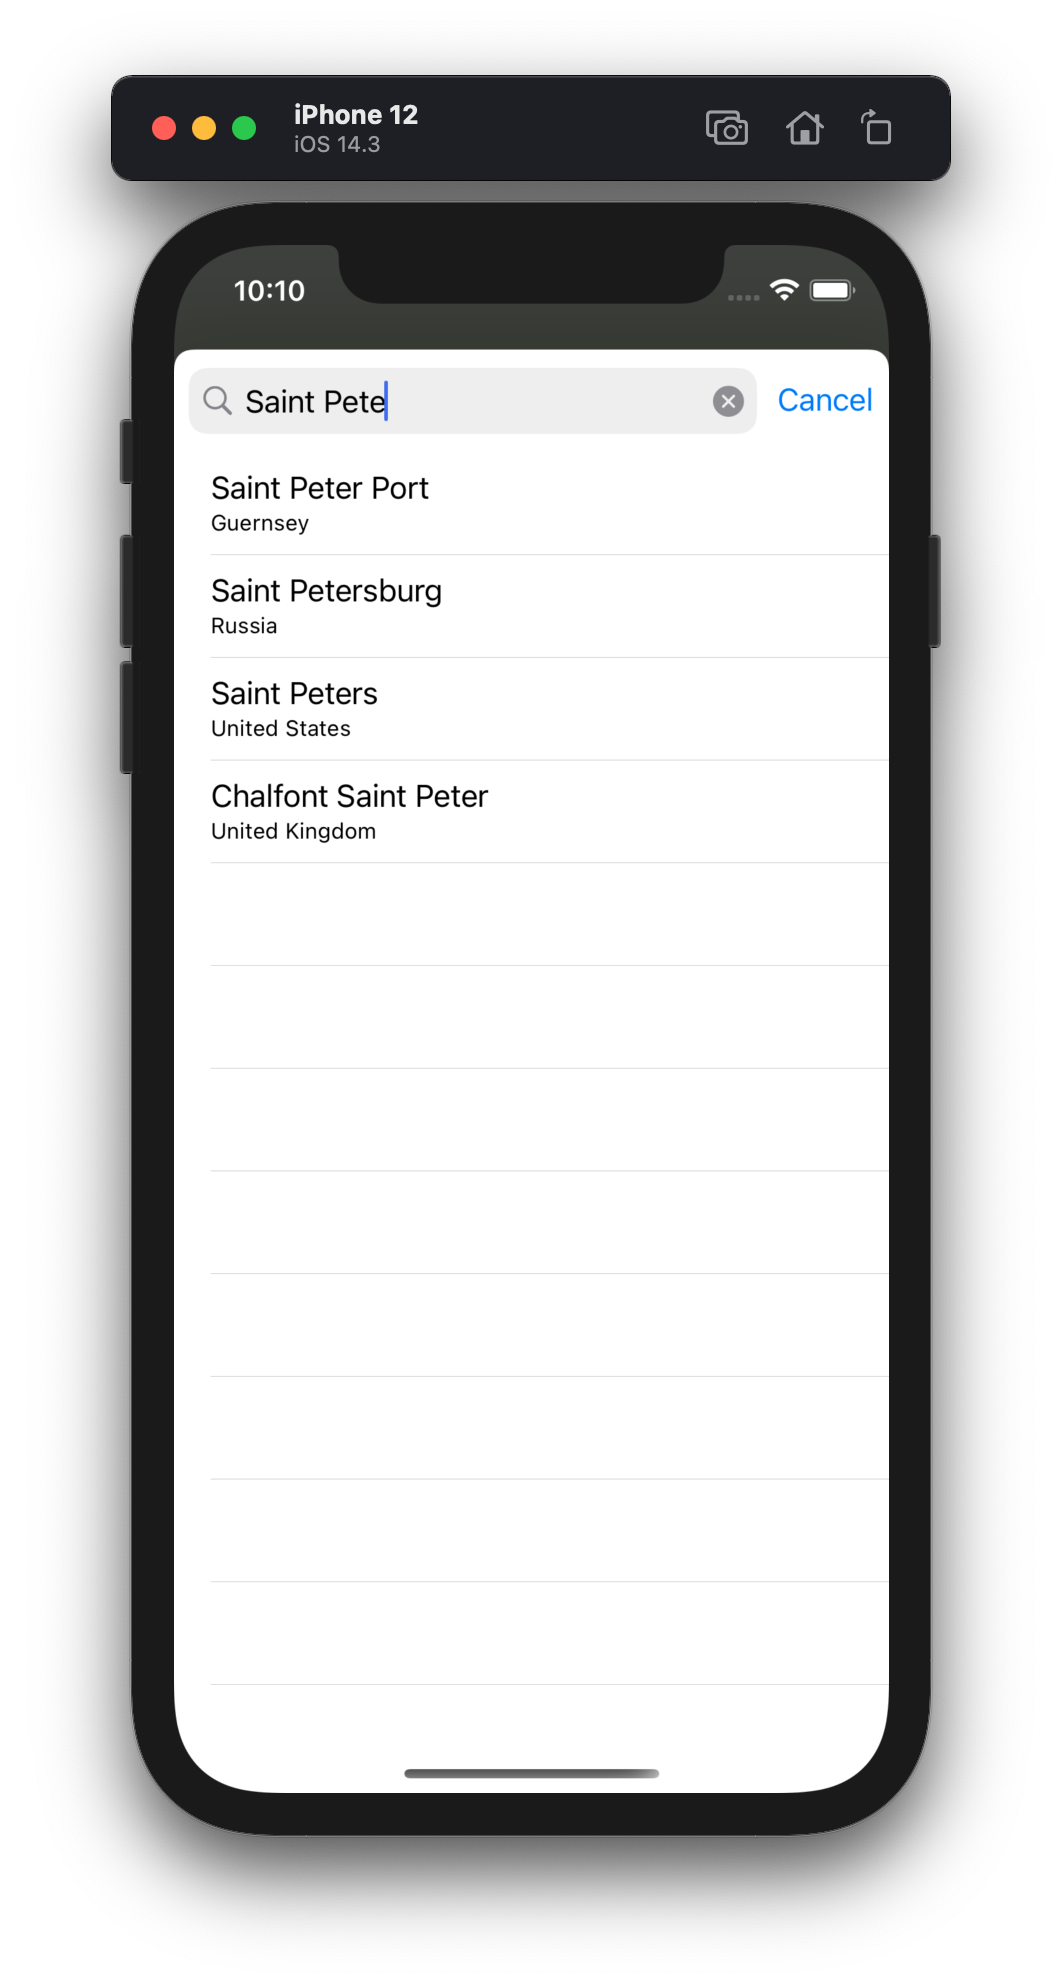 iPhone 12
iOS 14.3
10:10
Saint Pete
Cancel
Saint Peter Port
Guernsey
Saint Petersburg
Russia
Saint Peters
United States
Chalfont Saint Peter
United Kingdom